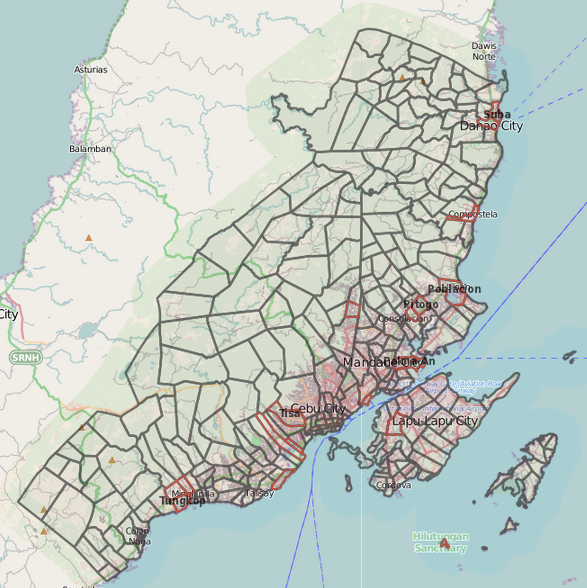 Dawis
Norte
Asturias
Suba
Danao City
Balamban
Compostela
Poblacion
Pitogo
Consolacion
City
SRNH
Mandaue City
Tisa
Cebu City
Lapu-Lapu City
Cordova
Minglanilla
Talisay
Tungkop
Naga
Hilutungan
Sanctuary